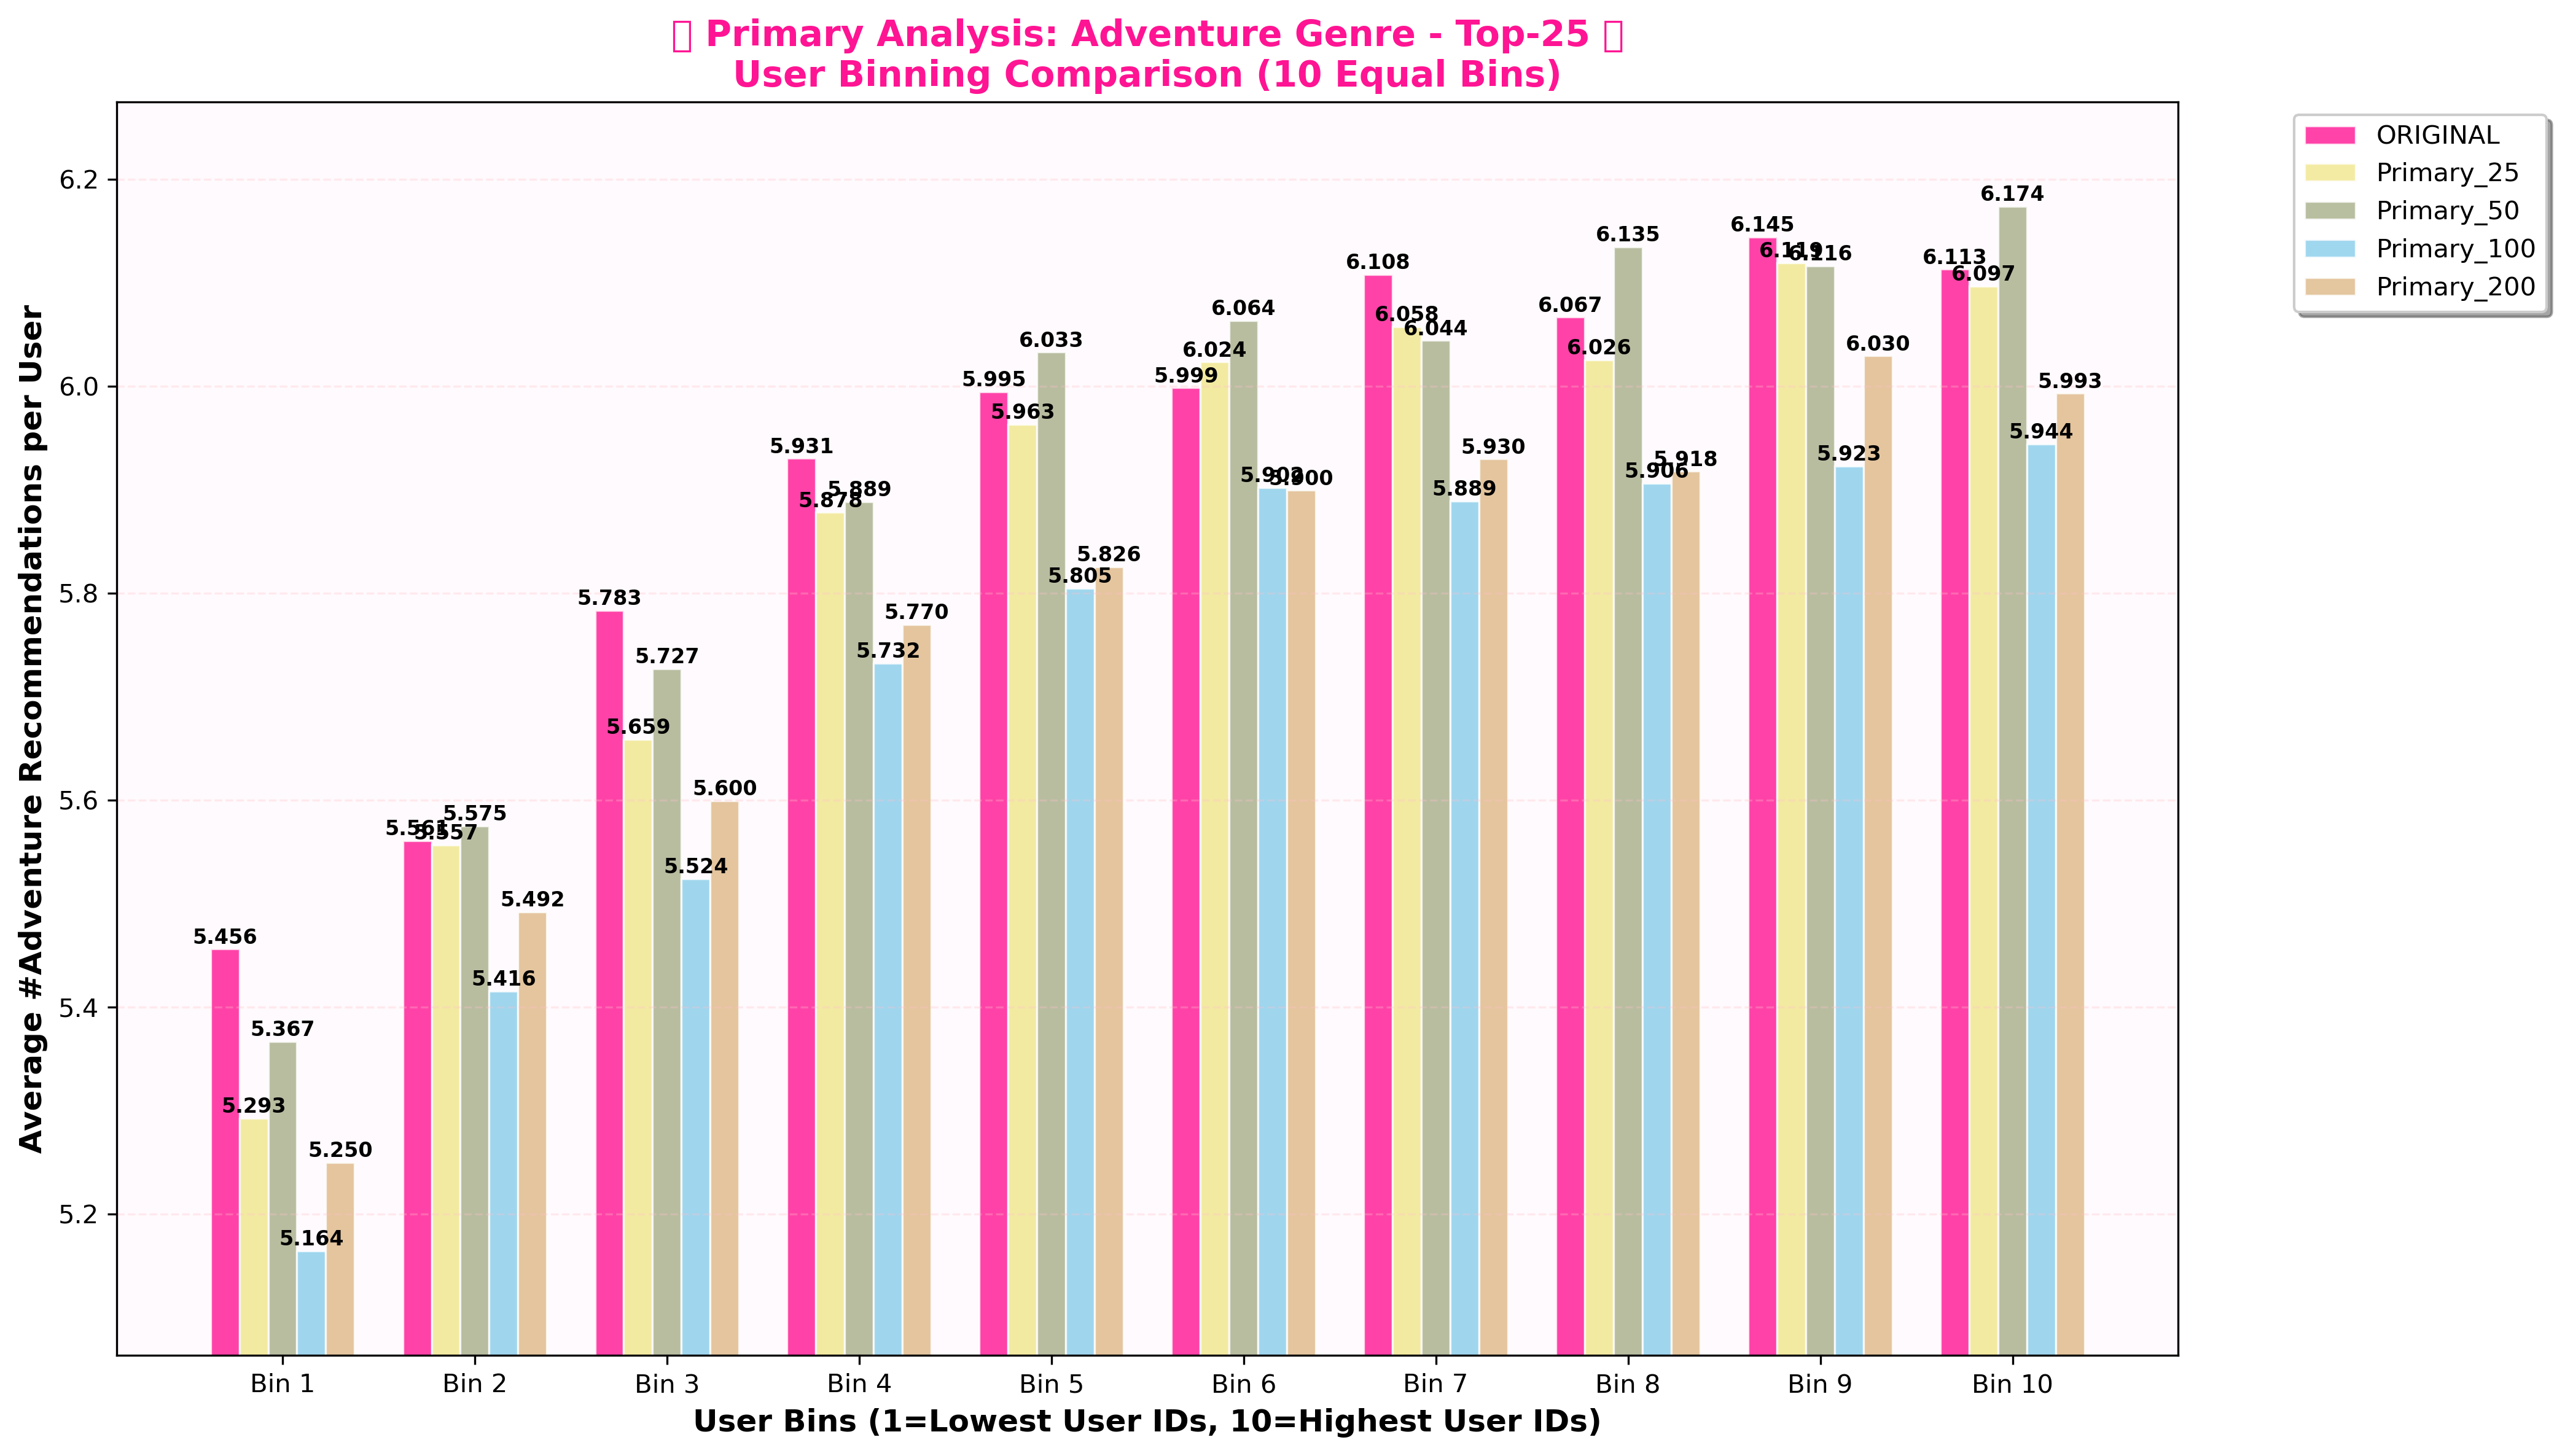 Primary Analysis: Adventure Genre - Top-25
User Binning Comparison (10 Equal Bins)
ORIGINAL
Primary_25
Primary_50
Primary_100
Primary_200
Average #Adventure Recommendations per User
6.2
6.0
5.8
5.6
5.4
5.2
5.456
5.293
5.367
5.164
5.250
5.561
5.557
5.575
5.416
5.492
5.783
5.659
5.727
5.524
5.600
5.931
5.878
5.889
5.732
5.770
5.995
5.963
6.033
5.805
5.826
5.999
6.024
6.064
5.902
5.900
6.108
6.058
6.044
5.889
5.930
6.067
6.026
6.135
5.906
5.918
6.145
6.119
6.116
5.923
6.030
6.113
6.097
6.174
5.944
5.993
Bin 1
Bin 2
Bin 3
Bin 4
Bin 5
Bin 6
Bin 7
Bin 8
Bin 9
Bin 10
User Bins (1=Lowest User IDs, 10=Highest User IDs)